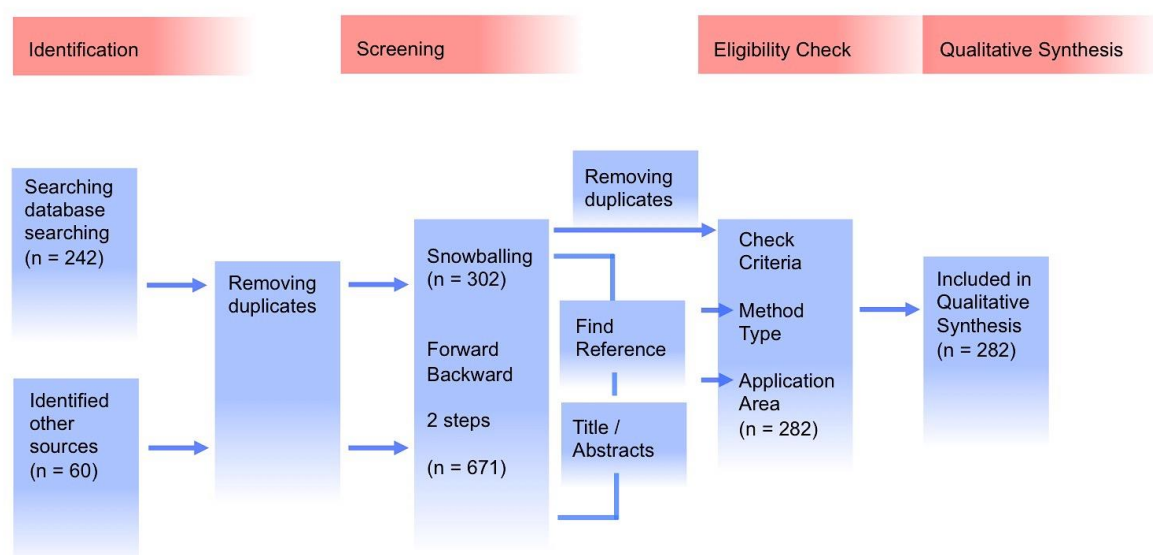 Identification
Screening
Eligibility Check
Qualitative Synthesis
Searching
database
searching
(n = 242)
Identified
other
sources
(n = 60)
Removing
duplicates
Snowballing
(n = 302)
Forward
Backward
2 steps
(n = 671)
Removing
duplicates
Find
Reference
Title /
Abstracts
Check
Criteria
Method
Type
Application
Area
(n = 282)
Included in
Qualitative
Synthesis
(n = 282)